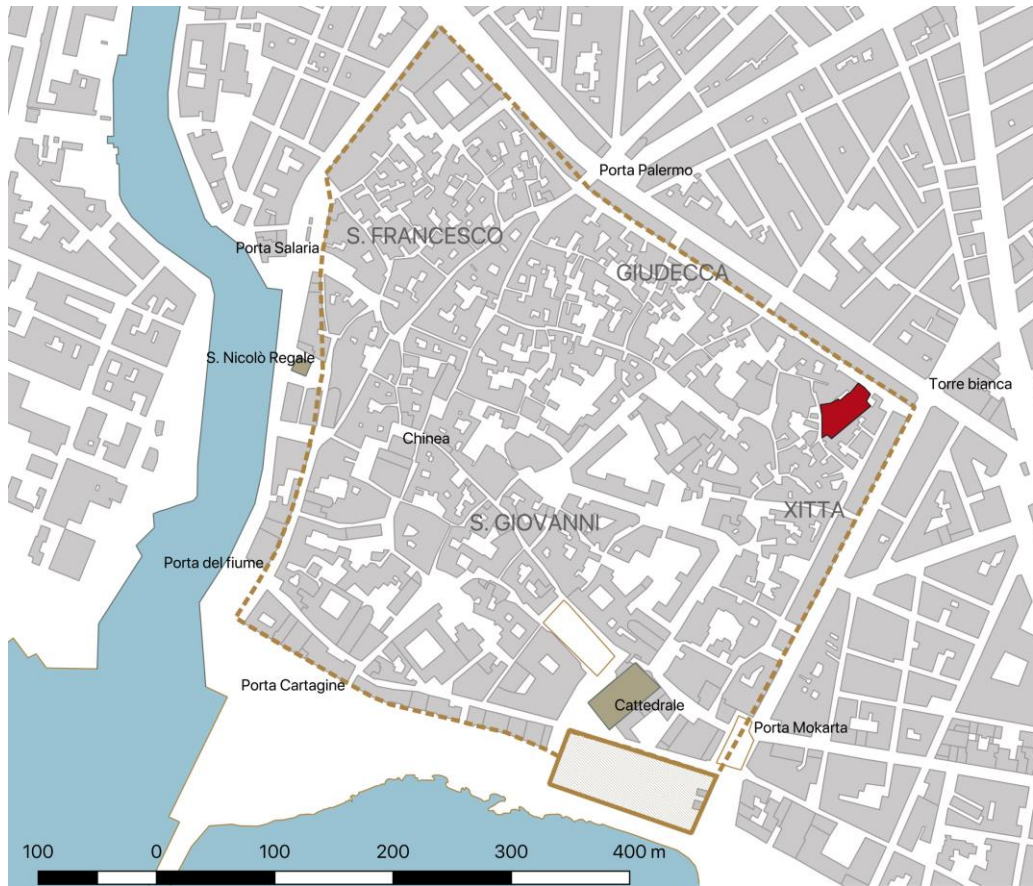 Porta Palermo
S. FRANCESCO
Porta Salaria
GIUDECCA
S. Nicolò Regale
Torre bianca
Chinea
XITTA
S. GIOVANNI
Porta del fiume
Porta Cartagine
Cattedrale
Porta Mokarta
100 0 100 200 300 400 m